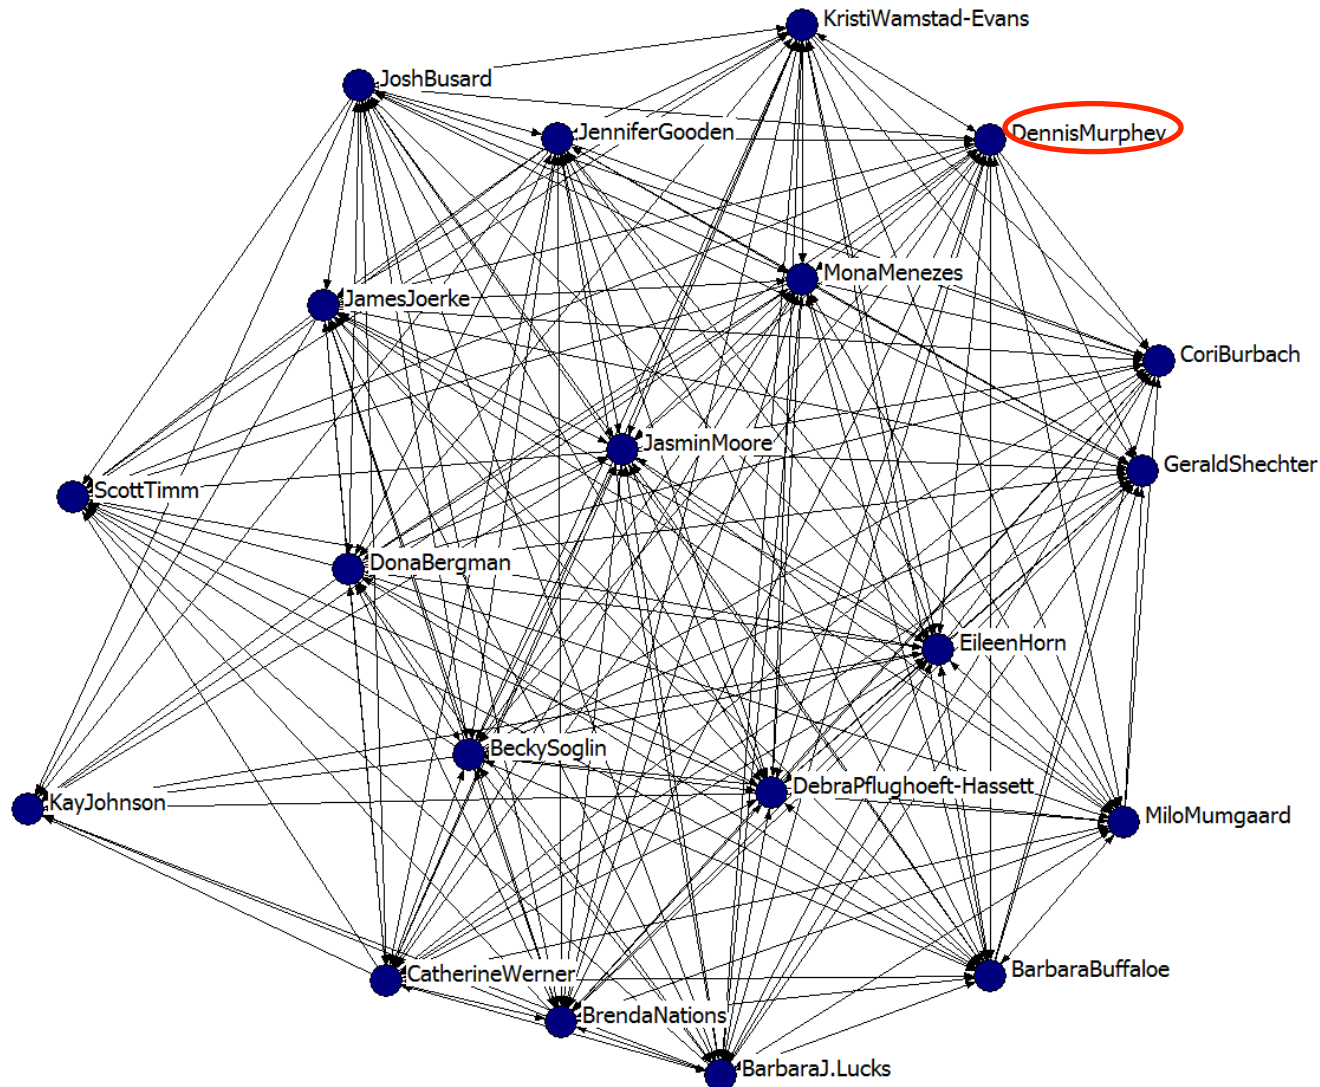 KristiWamstad-Evans
JoshBusard
JenniferGooden
DennisMurphey
MonaMenezes
JamesJoerke
CoriBurbach
JasminMoore
GeraldShechter
ScottTimm
DonaBergman
EileenHorn
BeckySoglin
DebraPflughoeft-Hassett
KayJohnson
MiloMumgaard
CatherineWerner
BarbaraBuffaloe
BrendaNations
BarbaraJ.Lucks